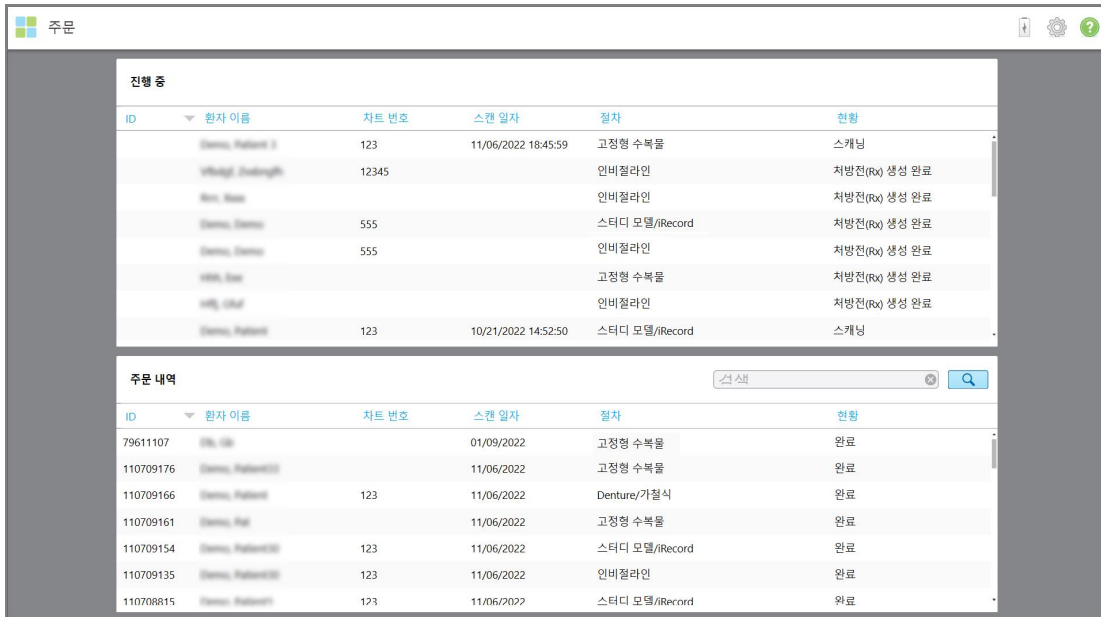 주문
진행 중
ID 환자 이름 차트 번호 스캔 일자 절차 현황
123 11/06/2022 18:45:59 고정형 수복물 스캐닝
12345 인비절라인 처방전(Rx) 생성 완료
인비절라인 처방전(Rx) 생성 완료
555 스터디 모델/iRecord 처방전(Rx) 생성 완료
555 인비절라인 처방전(Rx) 생성 완료
고정형 수복물 처방전(Rx) 생성 완료
인비절라인 처방전(Rx) 생성 완료
123 10/21/2022 14:52:50 스터디 모델/iRecord 스캐닝
주문 내역 검색
ID 환자 이름 차트 번호 스캔 일자 절차 현황
79611107 01/09/2022 고정형 수복물 완료
110709176 11/06/2022 고정형 수복물 완료
110709166 123 11/06/2022 Denture/가철식 완료
110709161 11/06/2022 고정형 수복물 완료
110709154 123 11/06/2022 스터디 모델/iRecord 완료
110709135 123 11/06/2022 인비절라인 완료
110708815 123 11/06/2022 스터디 모델/iRecord 완료